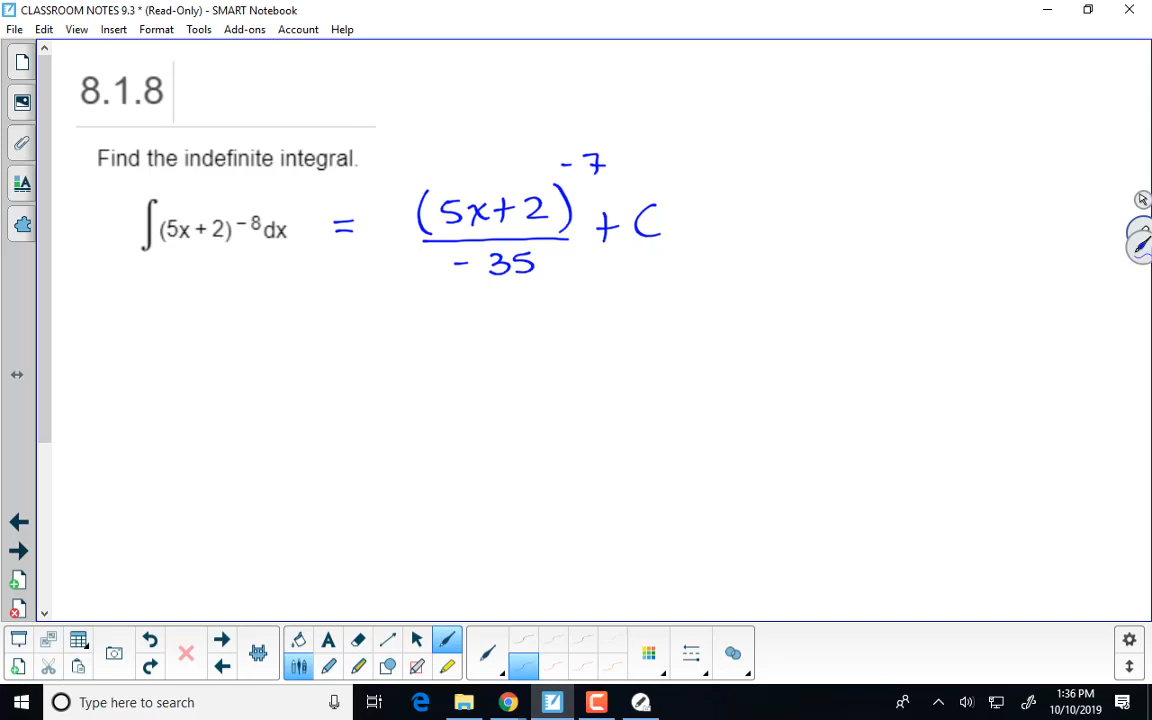 CLASSROOM NOTES 9.3 * (Read-Only) - SMART Notebook
File Edit View Insert Format Tools Add-ons Account Help
8.1.8
Find the indefinite integral.
∫(5x + 2)⁻⁸dx = (5x+2)⁻⁷/-35 + C
Type here to search
1:36 PM
10/10/2019